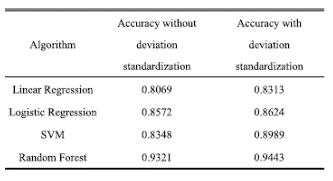 Algorithm
Accuracy without
deviation
standardization
Accuracy with
deviation
standardization
Linear Regression 0.8069 0.8313
Logistic Regression 0.8572 0.8624
SVM 0.8348 0.8989
Random Forest 0.9321 0.9443